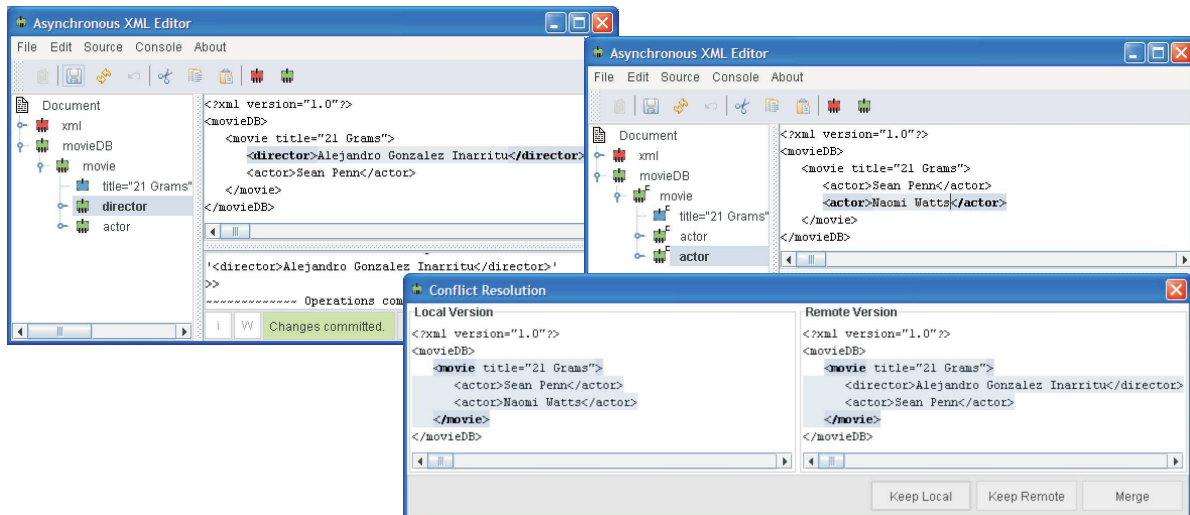 Asynchronous XML Editor
File Edit Source Console About
Document
xml
movieDB
movie
title="21 Grams"
director
actor
<?xml version="1.0"?>
<movieDB>
<movie title="21 Grams">
<director>Alejandro Gonzalez Inarritu</director>
<actor>Sean Penn</actor>
</movie>
</movieDB>
'<director>Alejandro Gonzalez Inarritu</director>'
>>
~~~~~~~~~~~~~ Operations com
i W Changes committed.
Asynchronous XML Editor
File Edit Source Console About
Document
xml
movieDB
F movie
F title="21 Grams"
F actor
F actor
<?xml version="1.0"?>
<movieDB>
<movie title="21 Grams">
<actor>Sean Penn</actor>
<actor>Naomi Watts</actor>
</movie>
</movieDB>
Conflict Resolution
Local Version
<?xml version="1.0"?>
<movieDB>
<movie title="21 Grams">
<actor>Sean Penn</actor>
<actor>Naomi Watts</actor>
</movie>
</movieDB>
Remote Version
<?xml version="1.0"?>
<movieDB>
<movie title="21 Grams">
<director>Alejandro Gonzalez Inarritu</director>
<actor>Sean Penn</actor>
</movie>
</movieDB>
Keep Local Keep Remote Merge